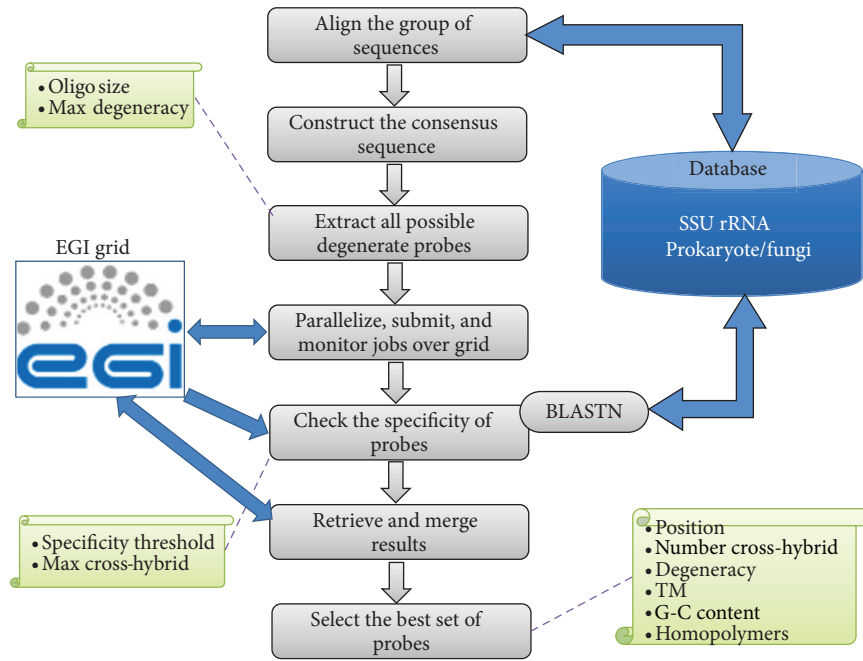 Align the group of
sequences
• Oligo size
• Max degeneracy
Construct the consensus
sequence
Database
SSU rRNA
Prokaryote/fungi
Extract all possible
degenerate probes
EGI grid
egi
Parallelize, submit, and
monitor jobs over grid
Check the specificity of
probes
BLASTN
• Specificity threshold
• Max cross-hybrid
Retrieve and merge
results
• Position
• Number cross-hybrid
• Degeneracy
• TM
• G-C content
• Homopolymers
Select the best set of
probes